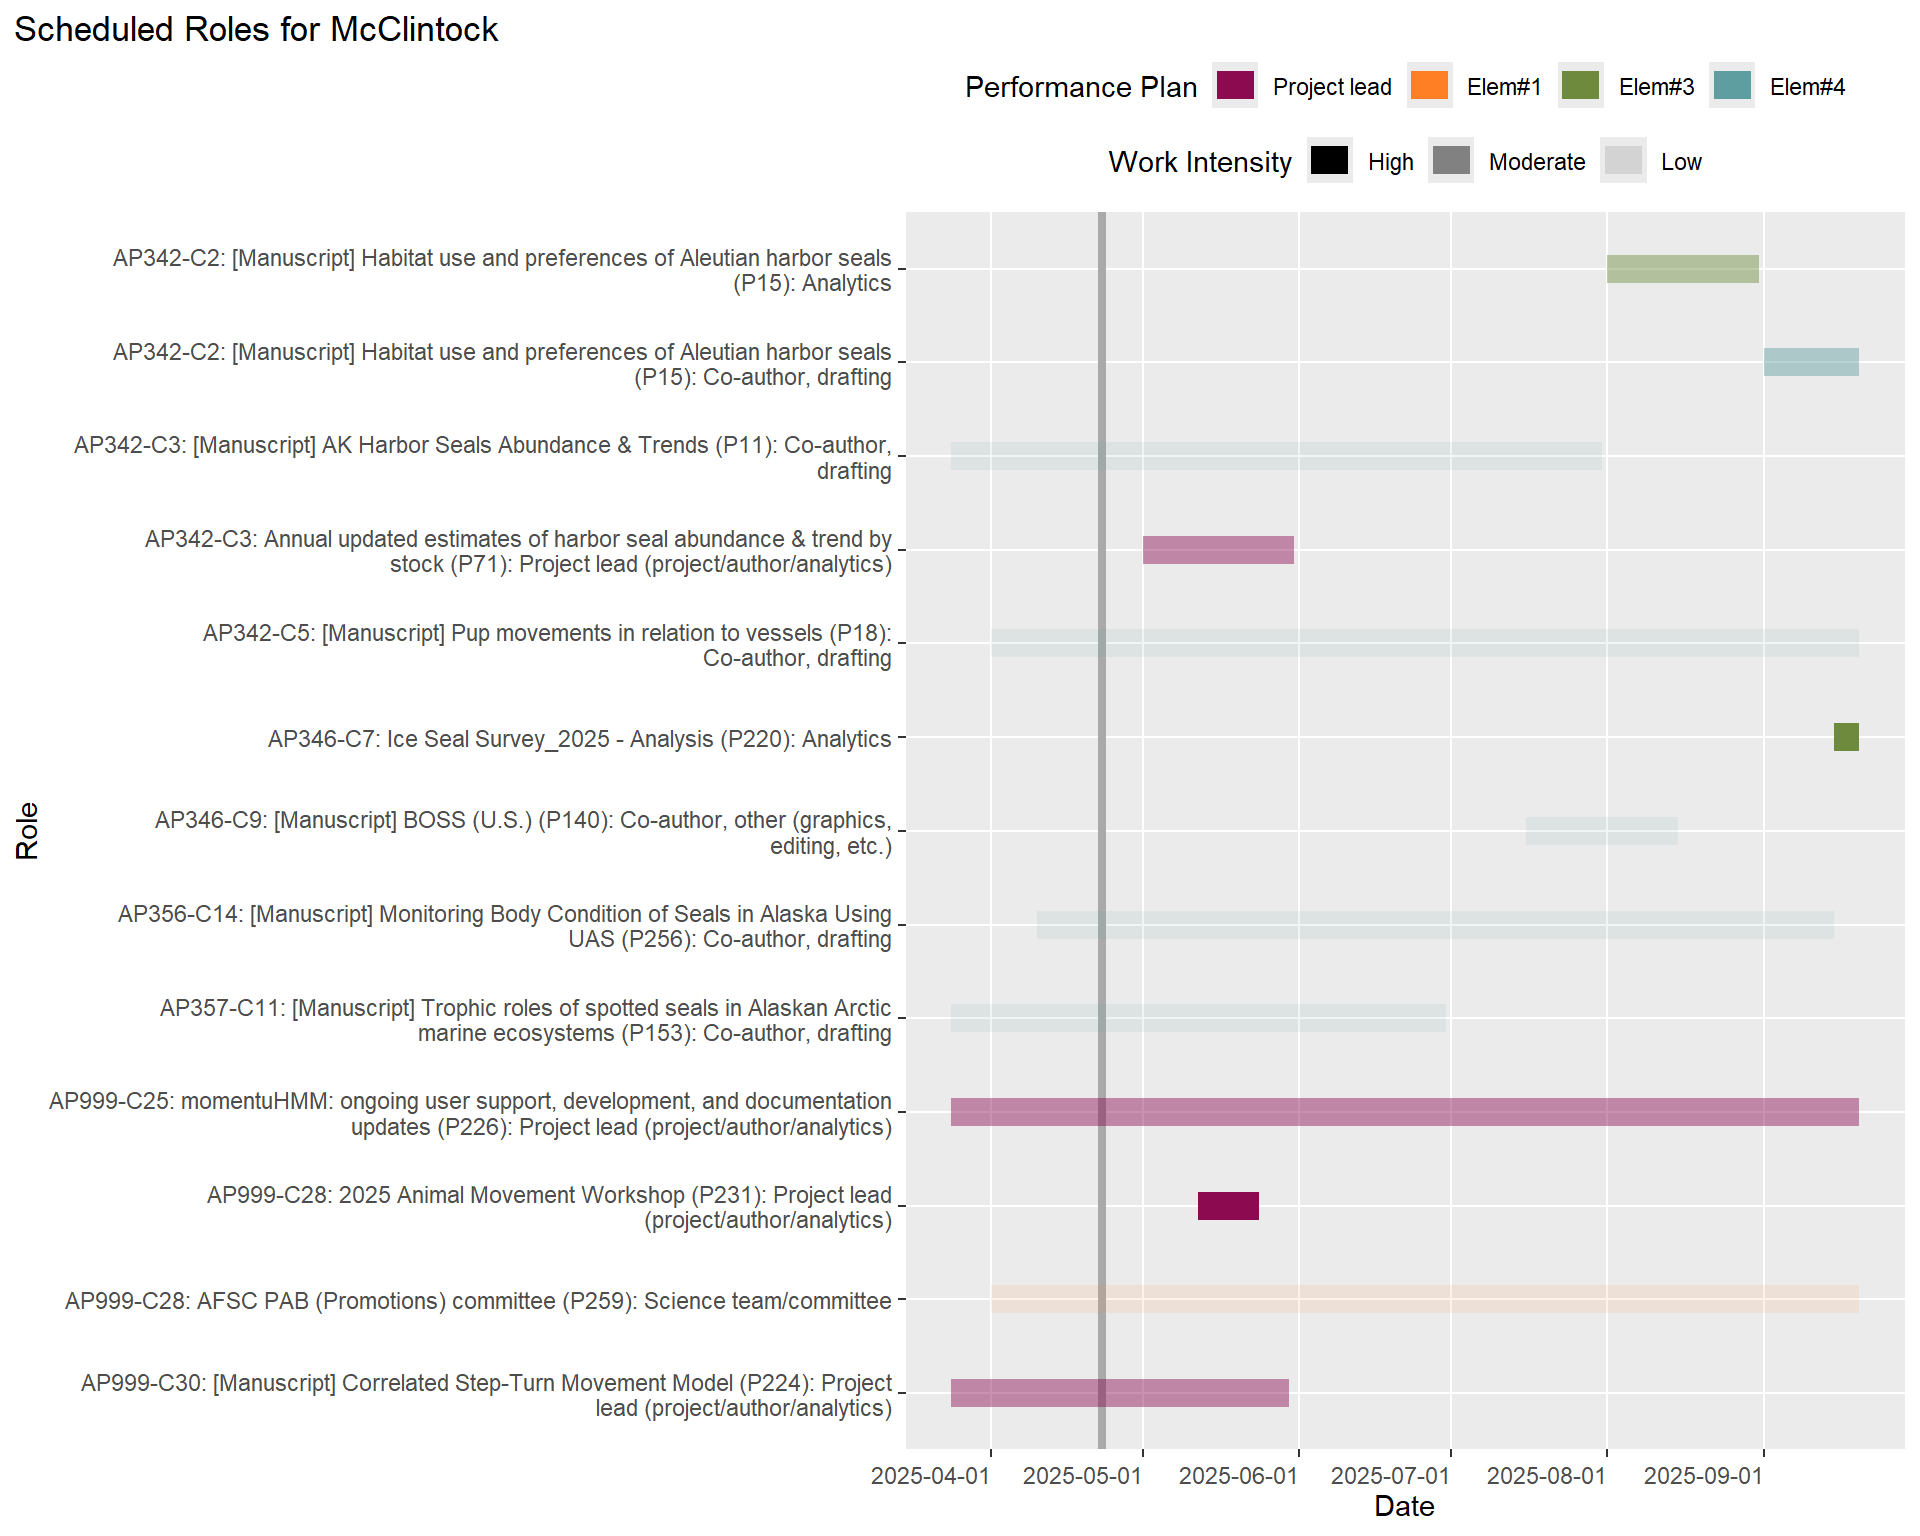 Scheduled Roles for McClintock
Performance Plan Project lead Elem#1 Elem#3 Elem#4
Work Intensity High Moderate Low
AP342-C2: [Manuscript] Habitat use and preferences of Aleutian harbor seals
(P15): Analytics
AP342-C2: [Manuscript] Habitat use and preferences of Aleutian harbor seals
(P15): Co-author, drafting
AP342-C3: [Manuscript] AK Harbor Seals Abundance & Trends (P11): Co-author,
drafting
AP342-C3: Annual updated estimates of harbor seal abundance & trend by
stock (P71): Project lead (project/author/analytics)
AP342-C5: [Manuscript] Pup movements in relation to vessels (P18):
Co-author, drafting
AP346-C7: Ice Seal Survey_2025 - Analysis (P220): Analytics
Role
AP346-C9: [Manuscript] BOSS (U.S.) (P140): Co-author, other (graphics,
editing, etc.)
AP356-C14: [Manuscript] Monitoring Body Condition of Seals in Alaska Using
UAS (P256): Co-author, drafting
AP357-C11: [Manuscript] Trophic roles of spotted seals in Alaskan Arctic
marine ecosystems (P153): Co-author, drafting
AP999-C25: momentuHMM: ongoing user support, development, and documentation
updates (P226): Project lead (project/author/analytics)
AP999-C28: 2025 Animal Movement Workshop (P231): Project lead
(project/author/analytics)
AP999-C28: AFSC PAB (Promotions) committee (P259): Science team/committee
AP999-C30: [Manuscript] Correlated Step-Turn Movement Model (P224): Project
lead (project/author/analytics)
2025-04-01 2025-05-01 2025-06-01 2025-07-01 2025-08-01 2025-09-01
Date